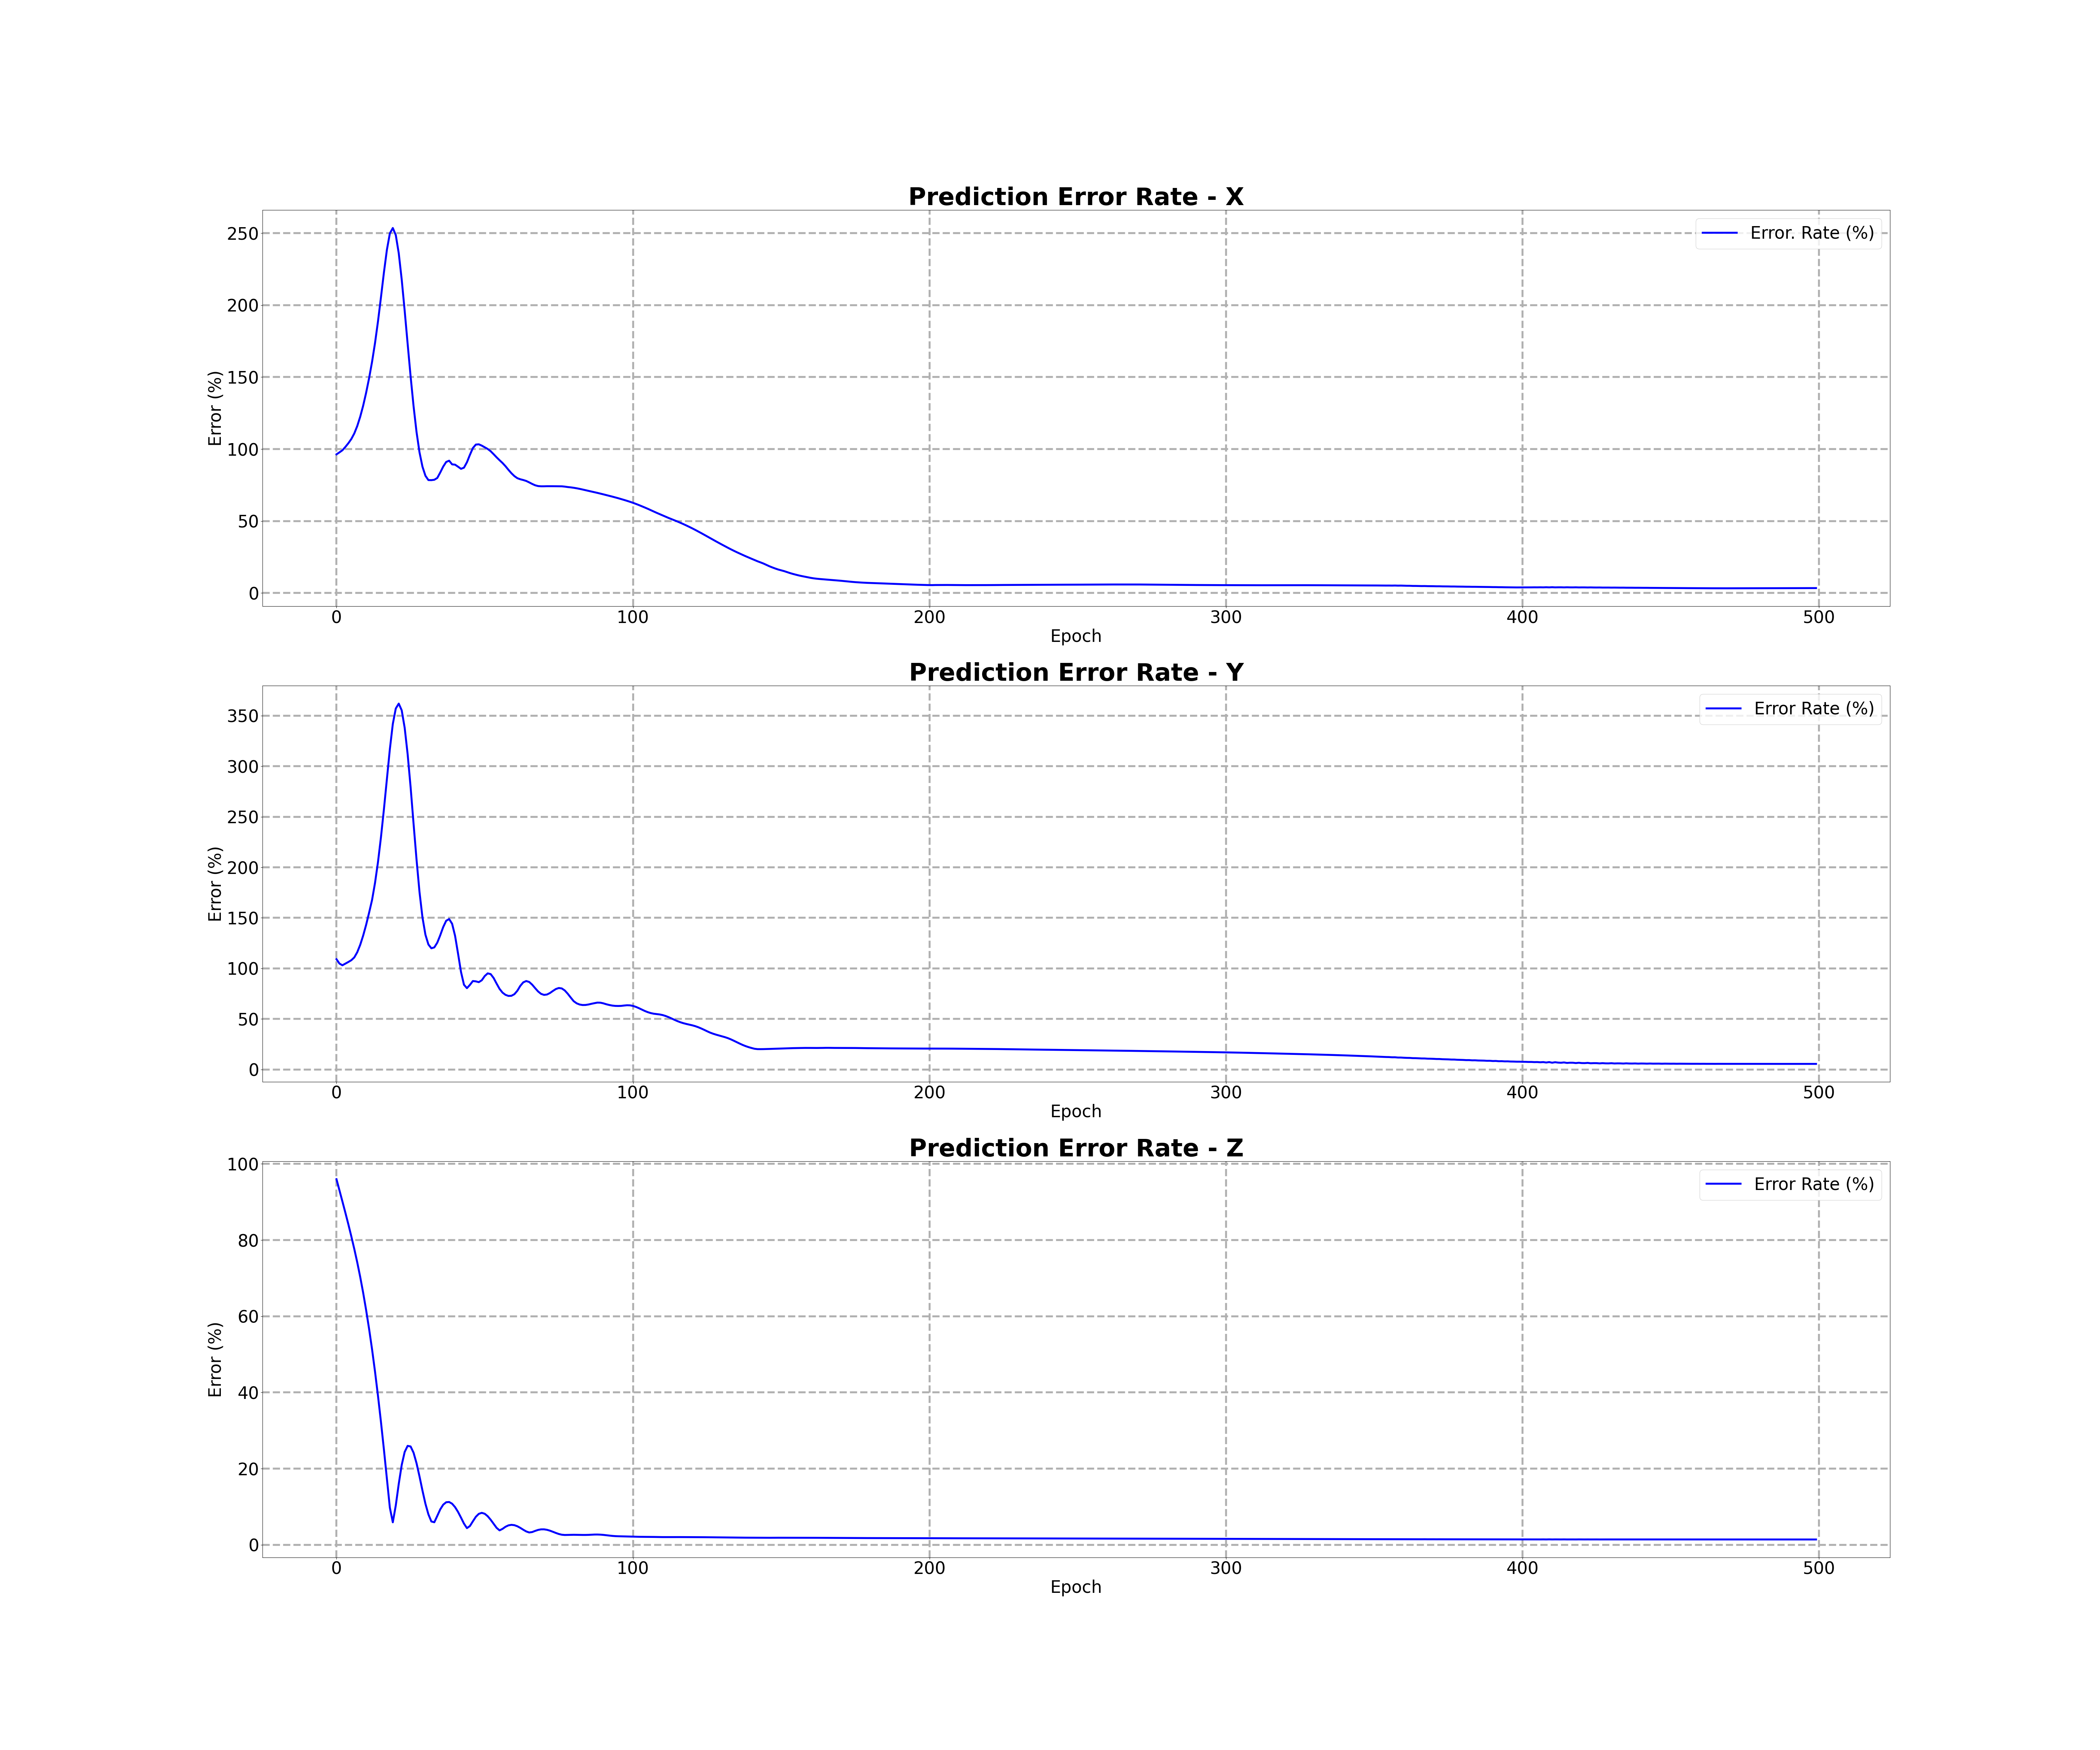 Prediction Error Rate - X
Error. Rate (%)
Error (%)
250
200
150
100
50
0
0 100 200 300 400 500
Epoch
Prediction Error Rate - Y
Error Rate (%)
Error (%)
350
300
250
200
150
100
50
0
0 100 200 300 400 500
Epoch
Prediction Error Rate - Z
Error Rate (%)
Error (%)
100
80
60
40
20
0
0 100 200 300 400 500
Epoch